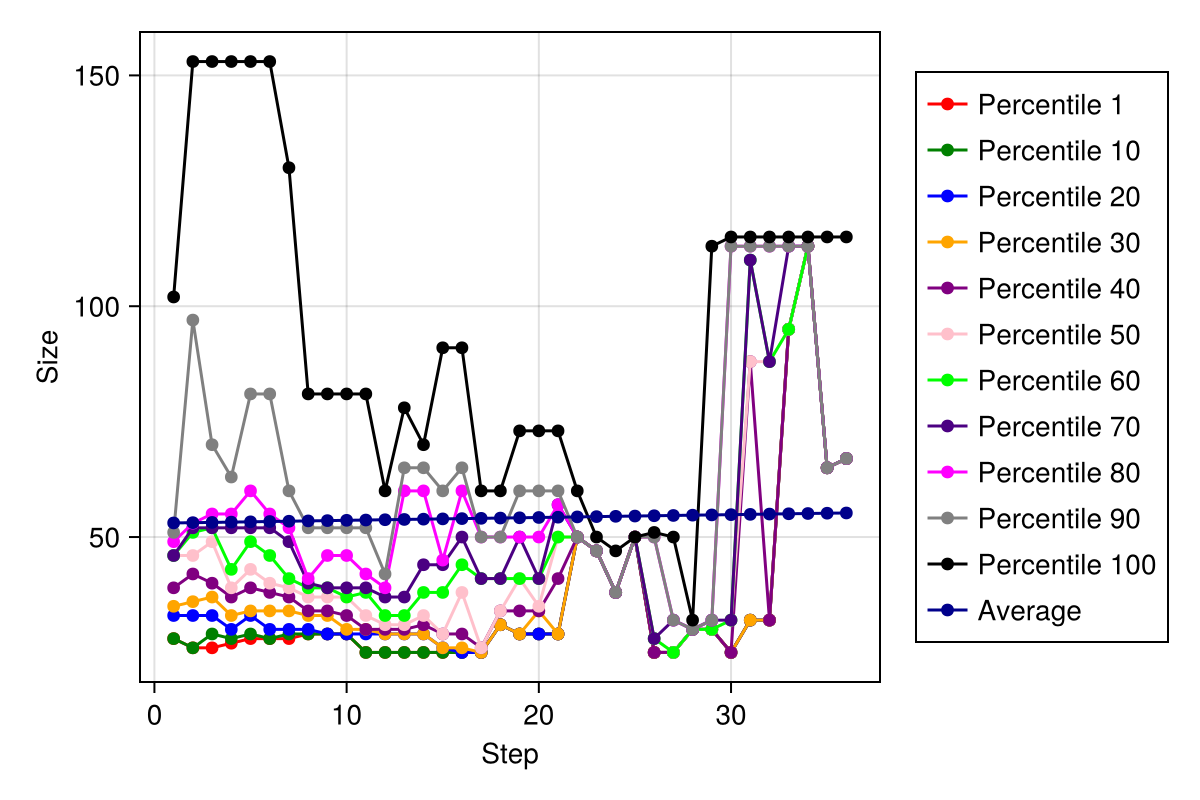 150
100
50
Size
0
10
20
30
Step
Percentile 1
Percentile 10
Percentile 20
Percentile 30
Percentile 40
Percentile 50
Percentile 60
Percentile 70
Percentile 80
Percentile 90
Percentile 100
Average